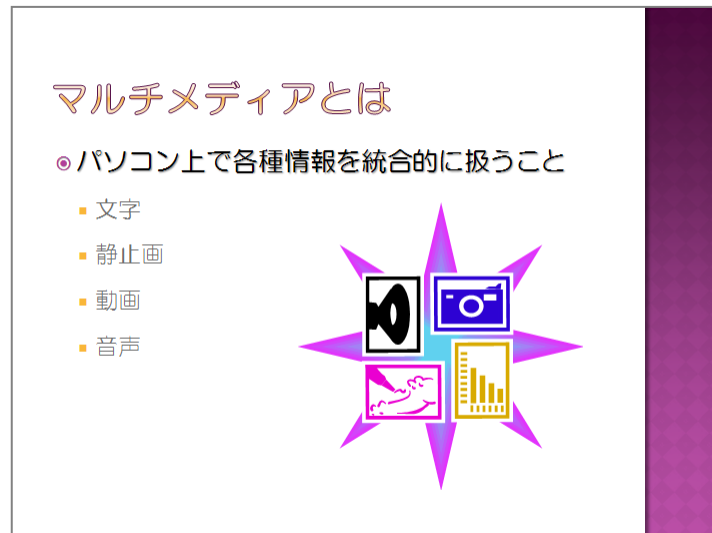 マルチメディアとは
パソコン上で各種情報を統合的に扱うこと
文字
静止画
動画
音声